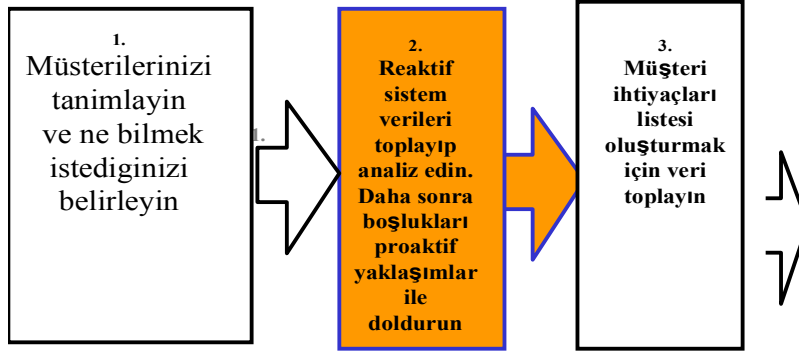 1.
Müsterilerinizi
tanimlayin
ve ne bilmek
istediginizi
belirleyin
1.
2.
Reaktif
sistem
verileri
toplayıp
analiz edin.
Daha sonra
boşlukları
proaktif
yaklaşımlar
ile
doldurun
3.
Müşteri
ihtiyaçları
listesi
oluşturmak
için veri
toplayın